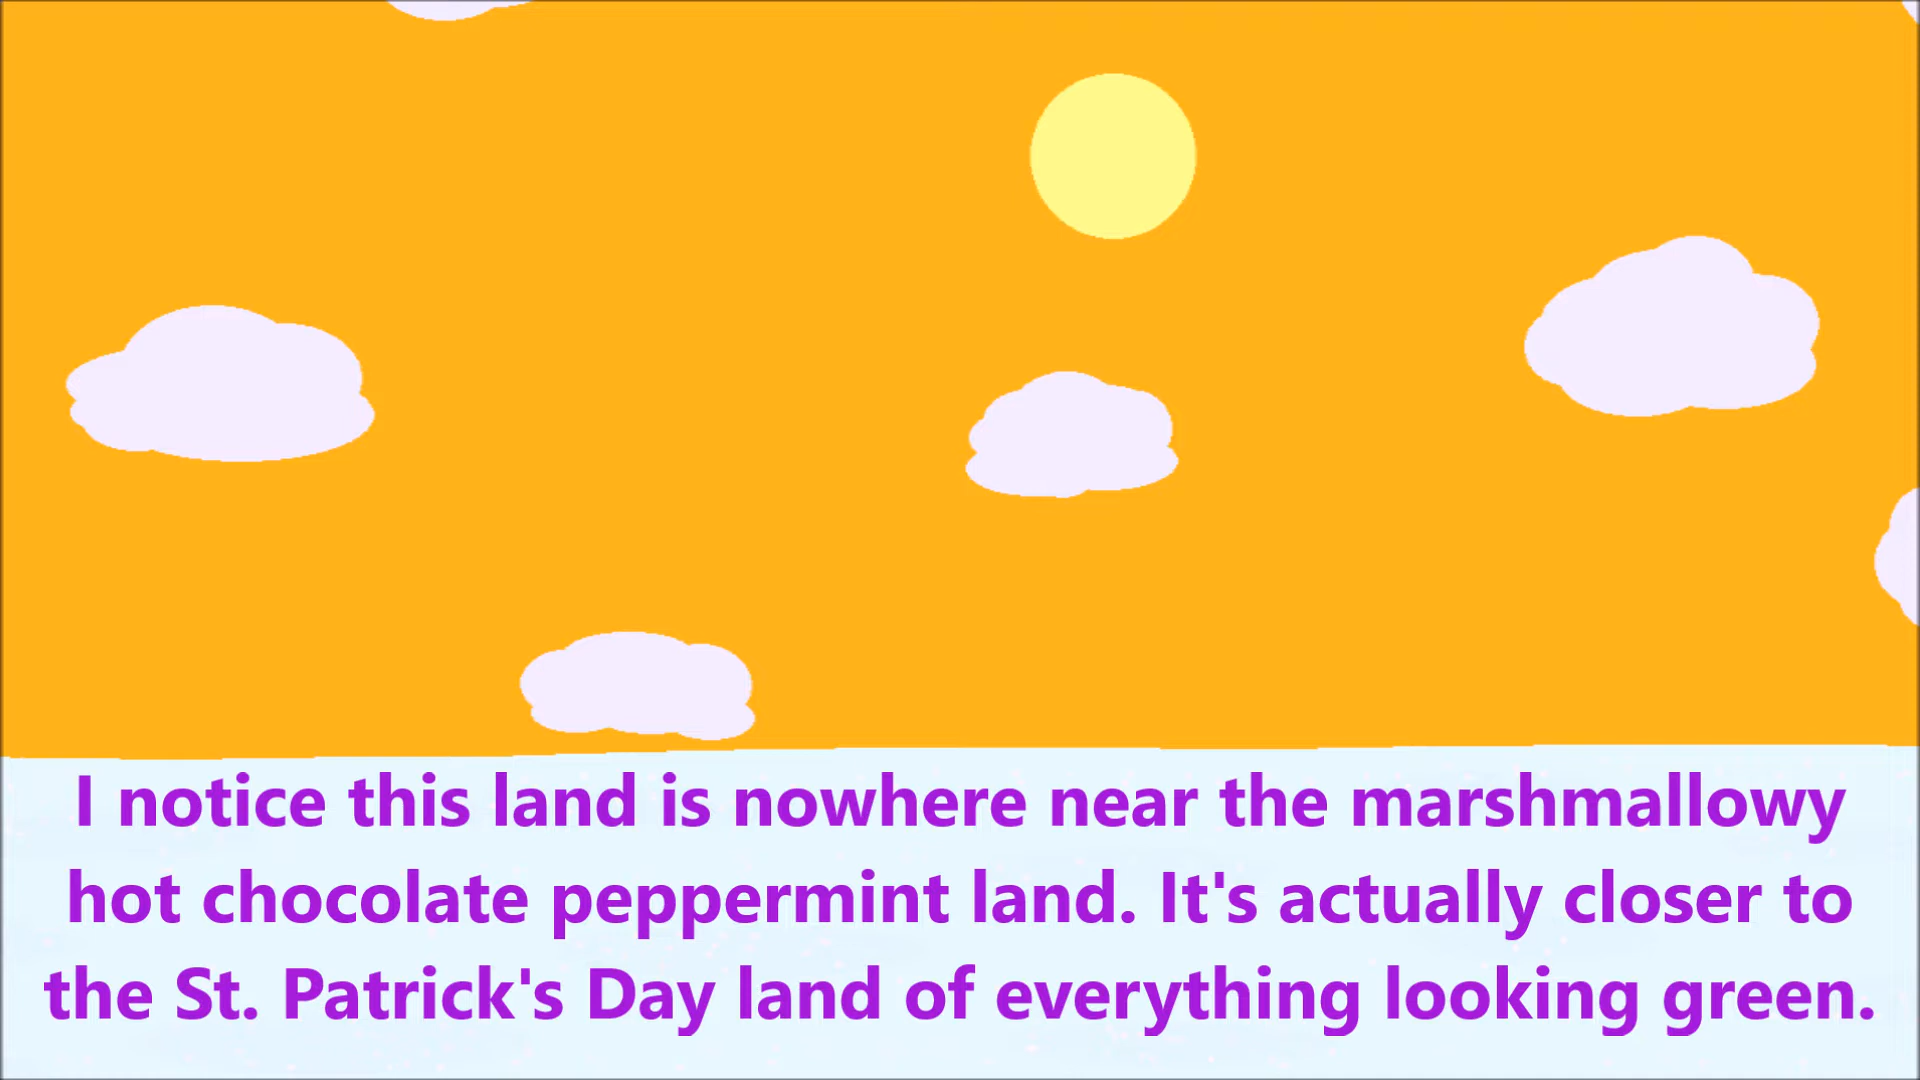 I notice this land is nowhere near the marshmallowy
hot chocolate peppermint land. It's actually closer to
the St. Patrick's Day land of everything looking green.